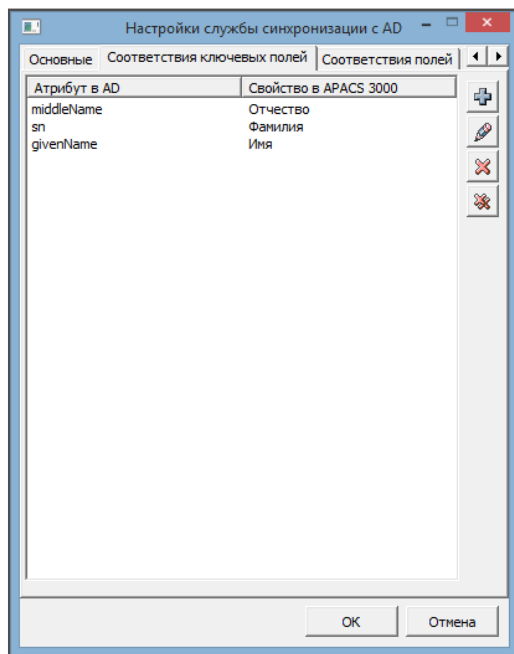 Настройки службы синхронизации с AD
Основные Соответствия ключевых полей Соответствия полей
Атрибут в AD Свойство в APACS 3000
middleName Отчество
sn Фамилия
givenName Имя
OK Отмена